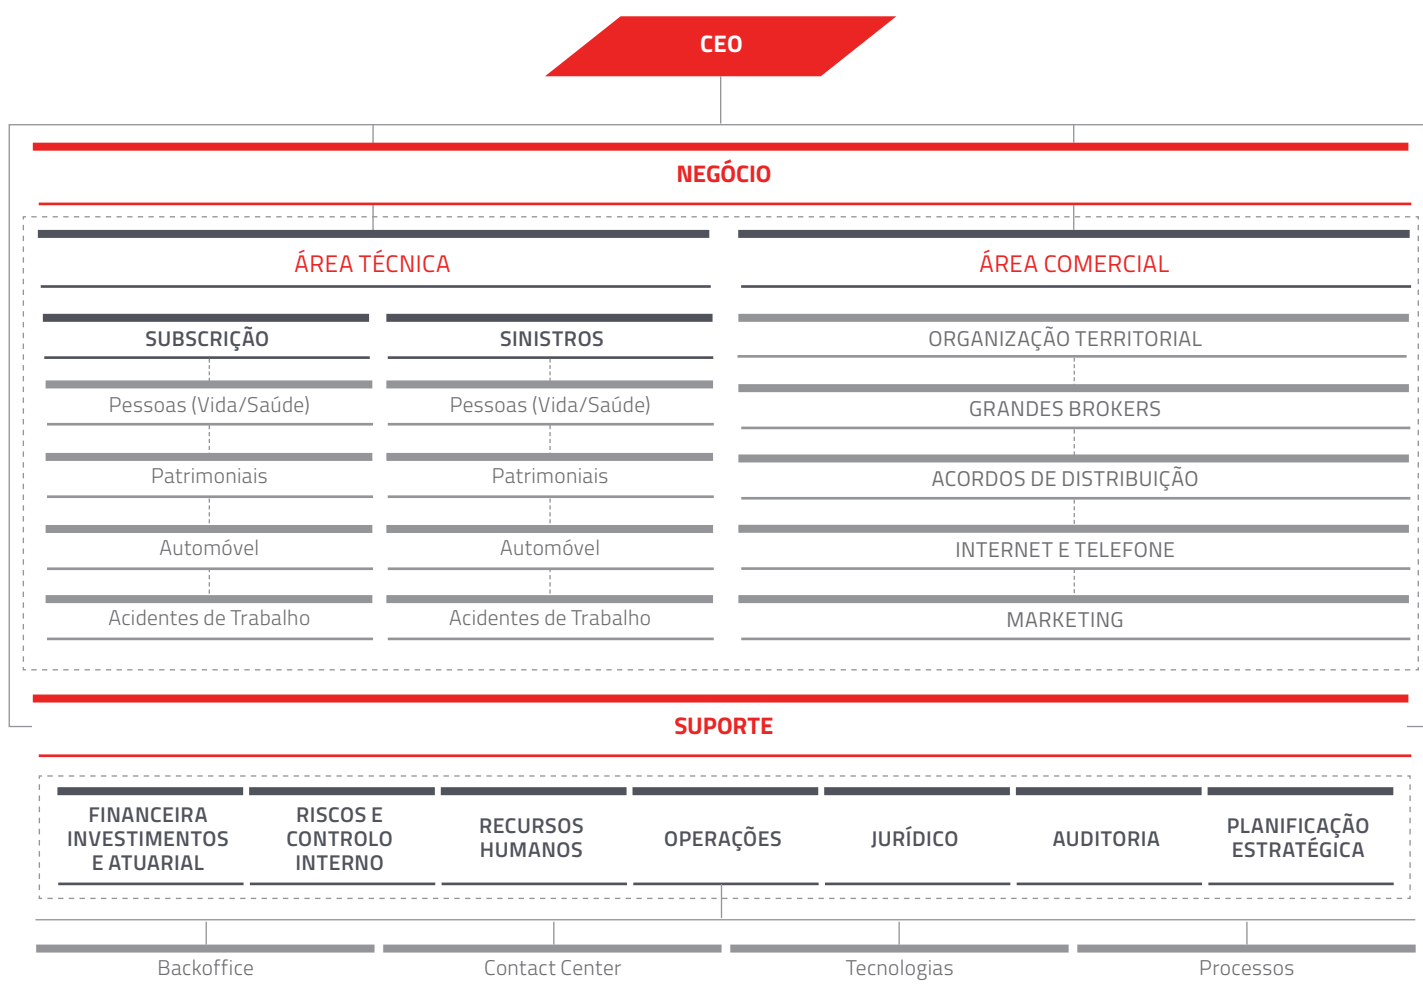 CEO
NEGÓCIO
ÁREA TÉCNICA
ÁREA COMERCIAL
SUBSCRIÇÃO
SINISTROS
ORGANIZAÇÃO TERRITORIAL
Pessoas (Vida/Saúde)
Pessoas (Vida/Saúde)
GRANDES BROKERS
Patrimoniais
Patrimoniais
ACORDOS DE DISTRIBUIÇÃO
Automóvel
Automóvel
INTERNET E TELEFONE
Acidentes de Trabalho
Acidentes de Trabalho
MARKETING
SUPORTE
FINANCEIRA
INVESTIMENTOS
E ATUARIAL
RISCOS E
CONTROLO
INTERNO
RECURSOS
HUMANOS
OPERAÇÕES
JURÍDICO
AUDITORIA
PLANIFICAÇÃO
ESTRATÉGICA
Backoffice
Contact Center
Tecnologias
Processos